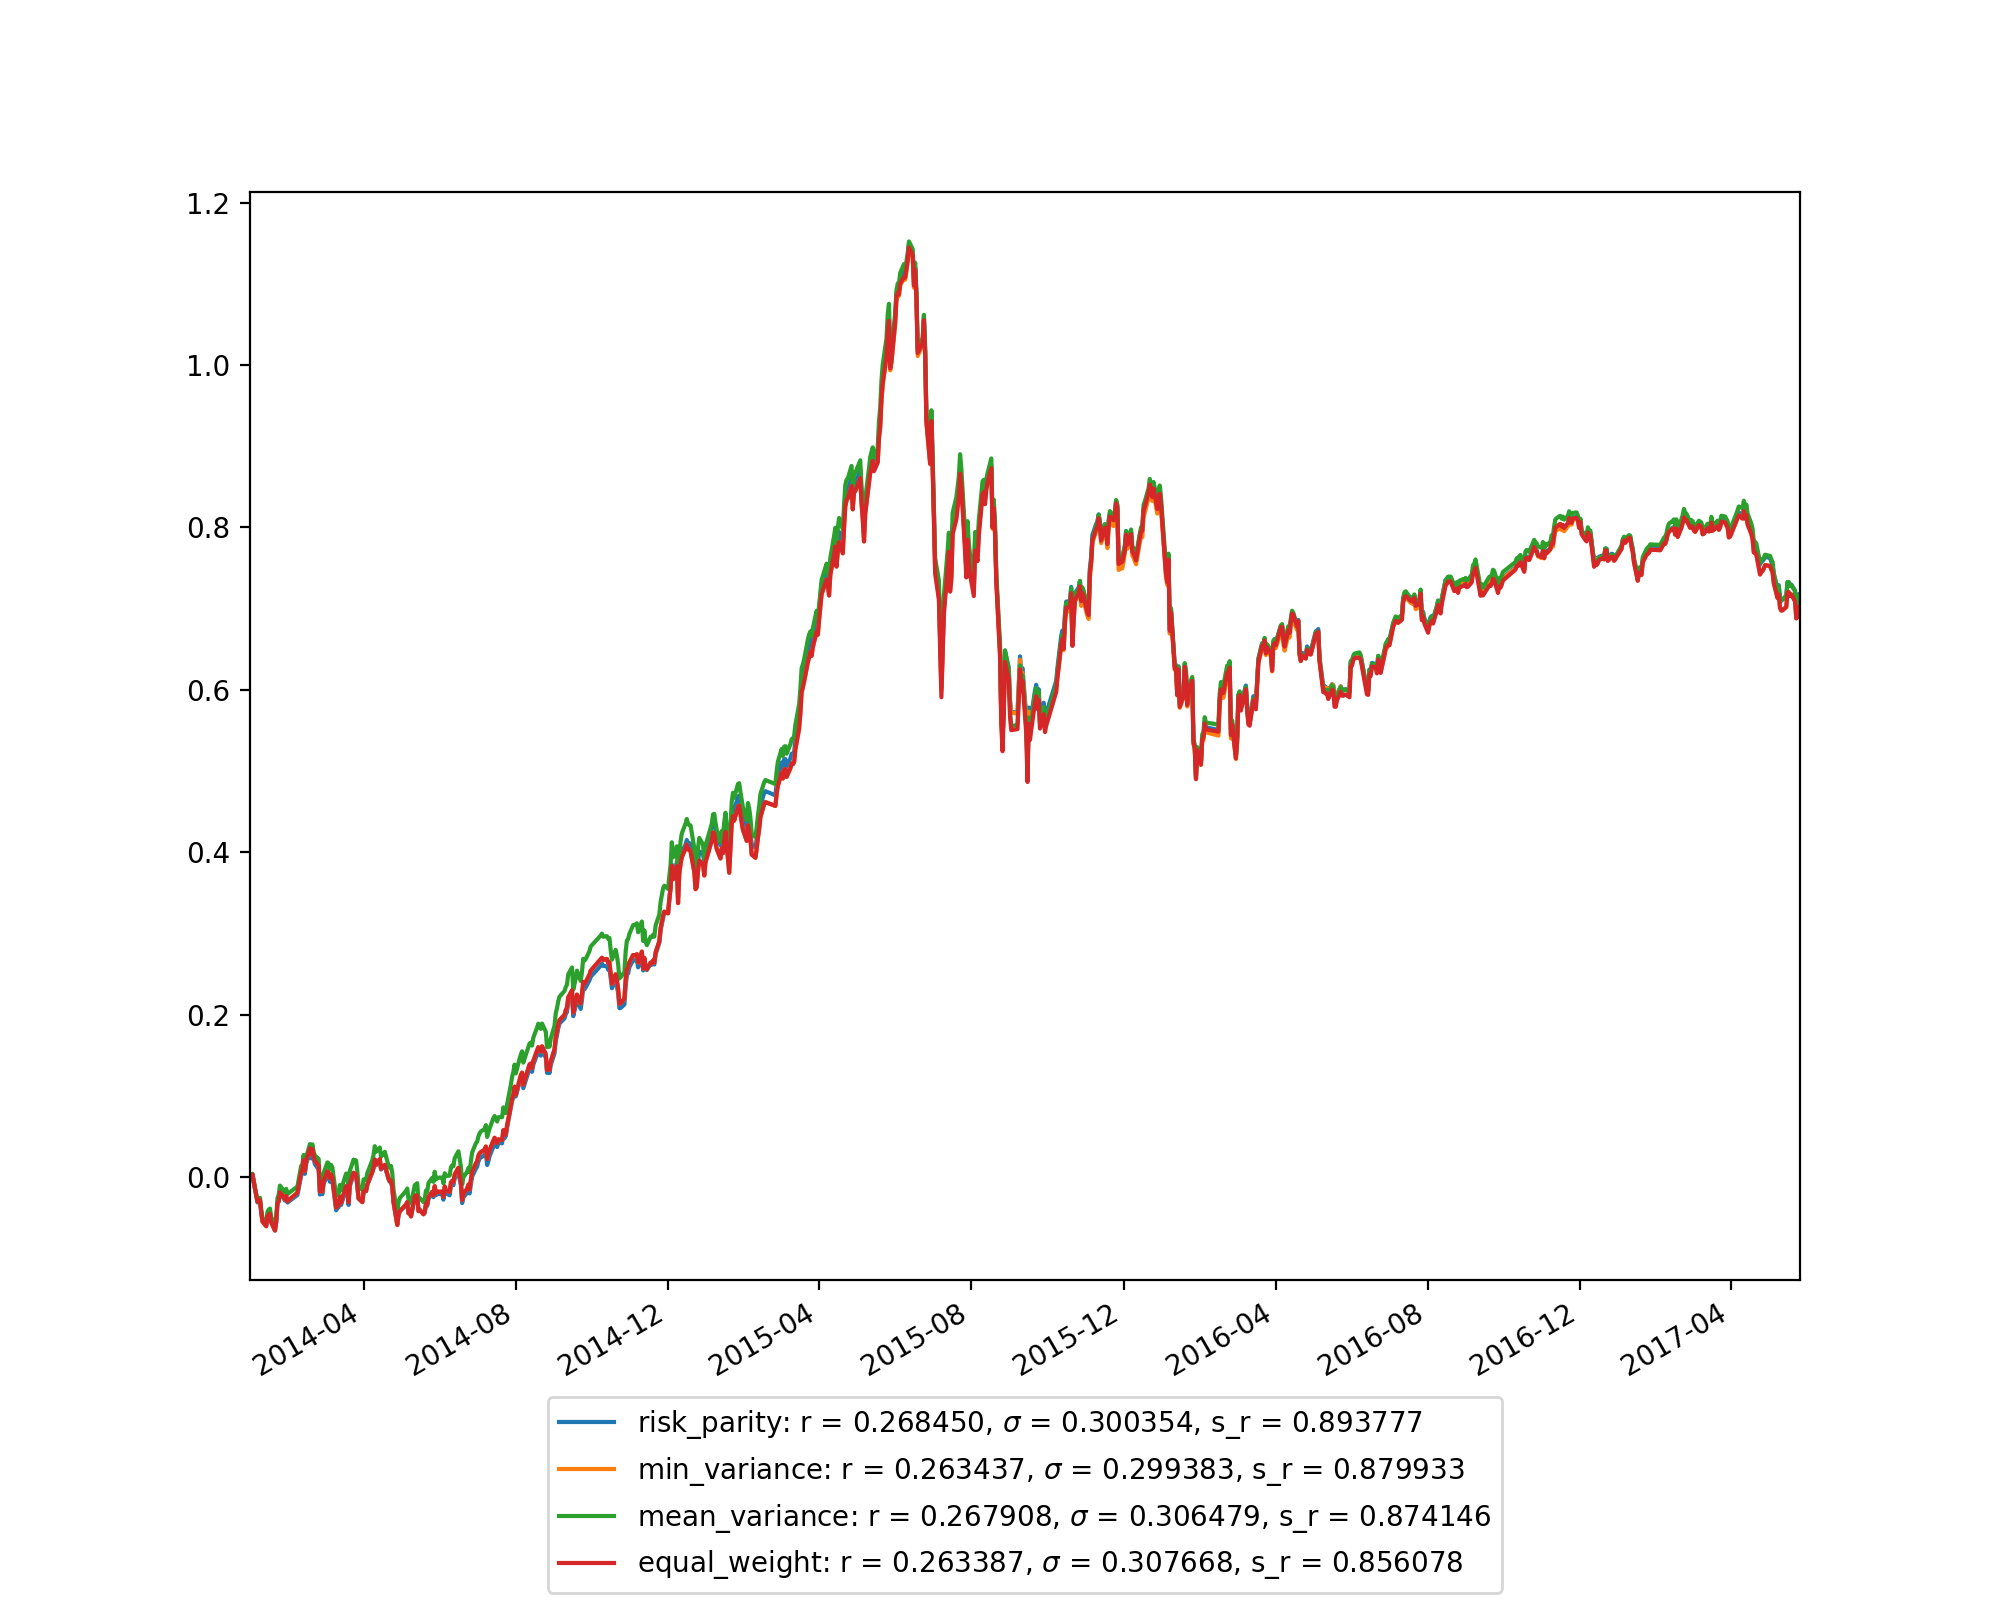 1.2
1.0
0.8
0.6
0.4
0.2
0.0
2014-04 2014-08 2014-12 2015-04 2015-08 2015-12 2016-04 2016-08 2016-12 2017-04
risk_parity: r = 0.268450, σ = 0.300354, s_r = 0.893777
min_variance: r = 0.263437, σ = 0.299383, s_r = 0.879933
mean_variance: r = 0.267908, σ = 0.306479, s_r = 0.874146
equal_weight: r = 0.263387, σ = 0.307668, s_r = 0.856078